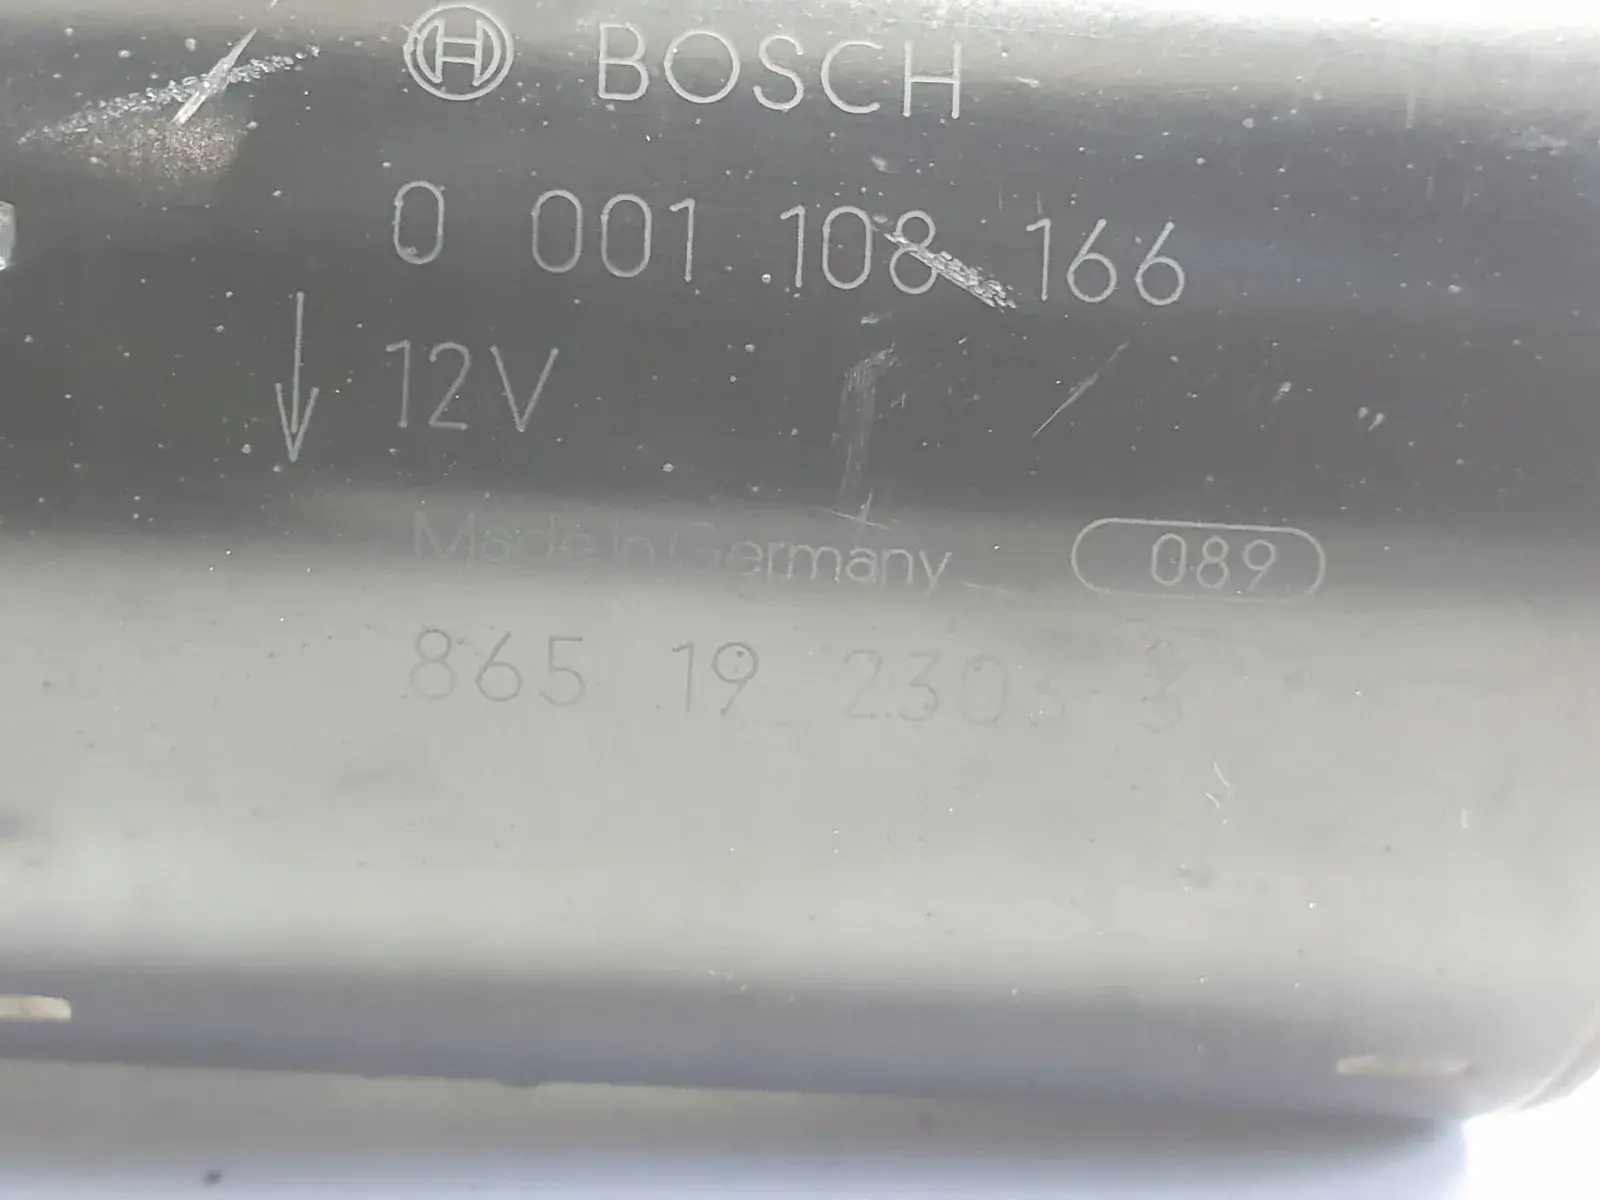 BOSCH
0 001 108 166
12V
Made in Germany 089
865 19